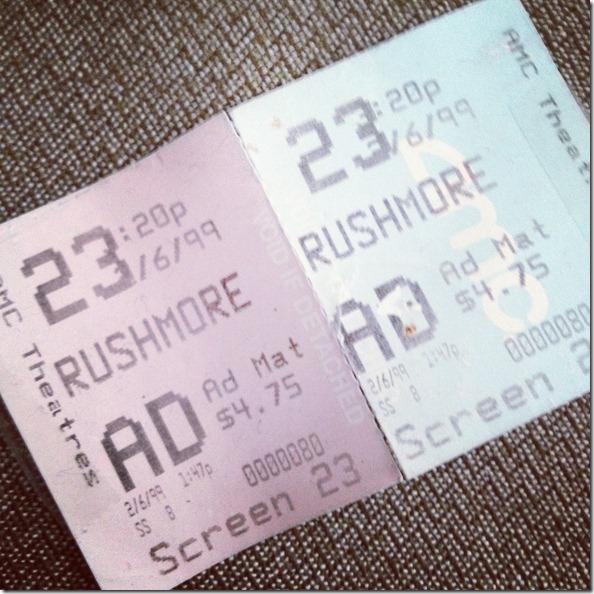 AMC Theatres
23 :20p
/6/99
RUSHMORE
AD Ad Mat
$4.75
2/6/99 1:47p
SS 8
0000080
Screen 23
VOID IF DETACHED
AMC Theat
23 :20p
/6/99
RUSHMORE
AD Ad Mat
$4.75
2/6/99 1:47p
SS 8
0000080
Screen 2
amc